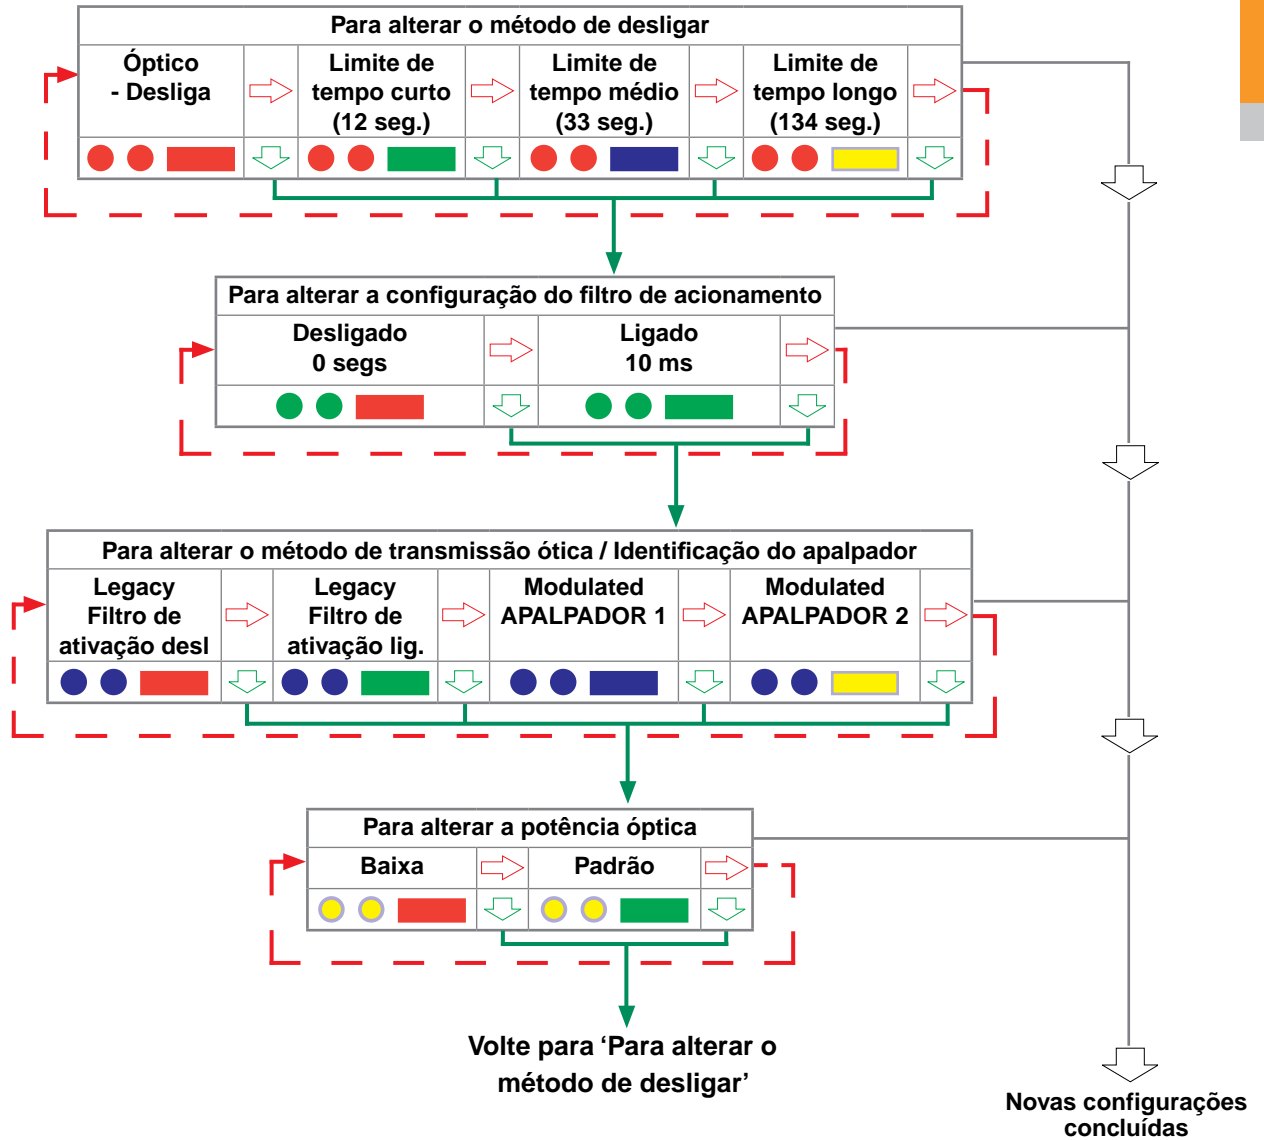 Para alterar o método de desligar
Óptico
- Desliga
Limite de
tempo curto
(12 seg.)
Limite de
tempo médio
(33 seg.)
Limite de
tempo longo
(134 seg.)
Para alterar a configuração do filtro de acionamento
Desligado
0 segs
Ligado
10 ms
Para alterar o método de transmissão ótica / Identificação do apalpador
Legacy
Filtro de
ativação desl
Legacy
Filtro de
ativação lig.
Modulated
APALPADOR 1
Modulated
APALPADOR 2
Para alterar a potência óptica
Baixa
Padrão
Volte para ‘Para alterar o
método de desligar’
Novas configurações
concluídas